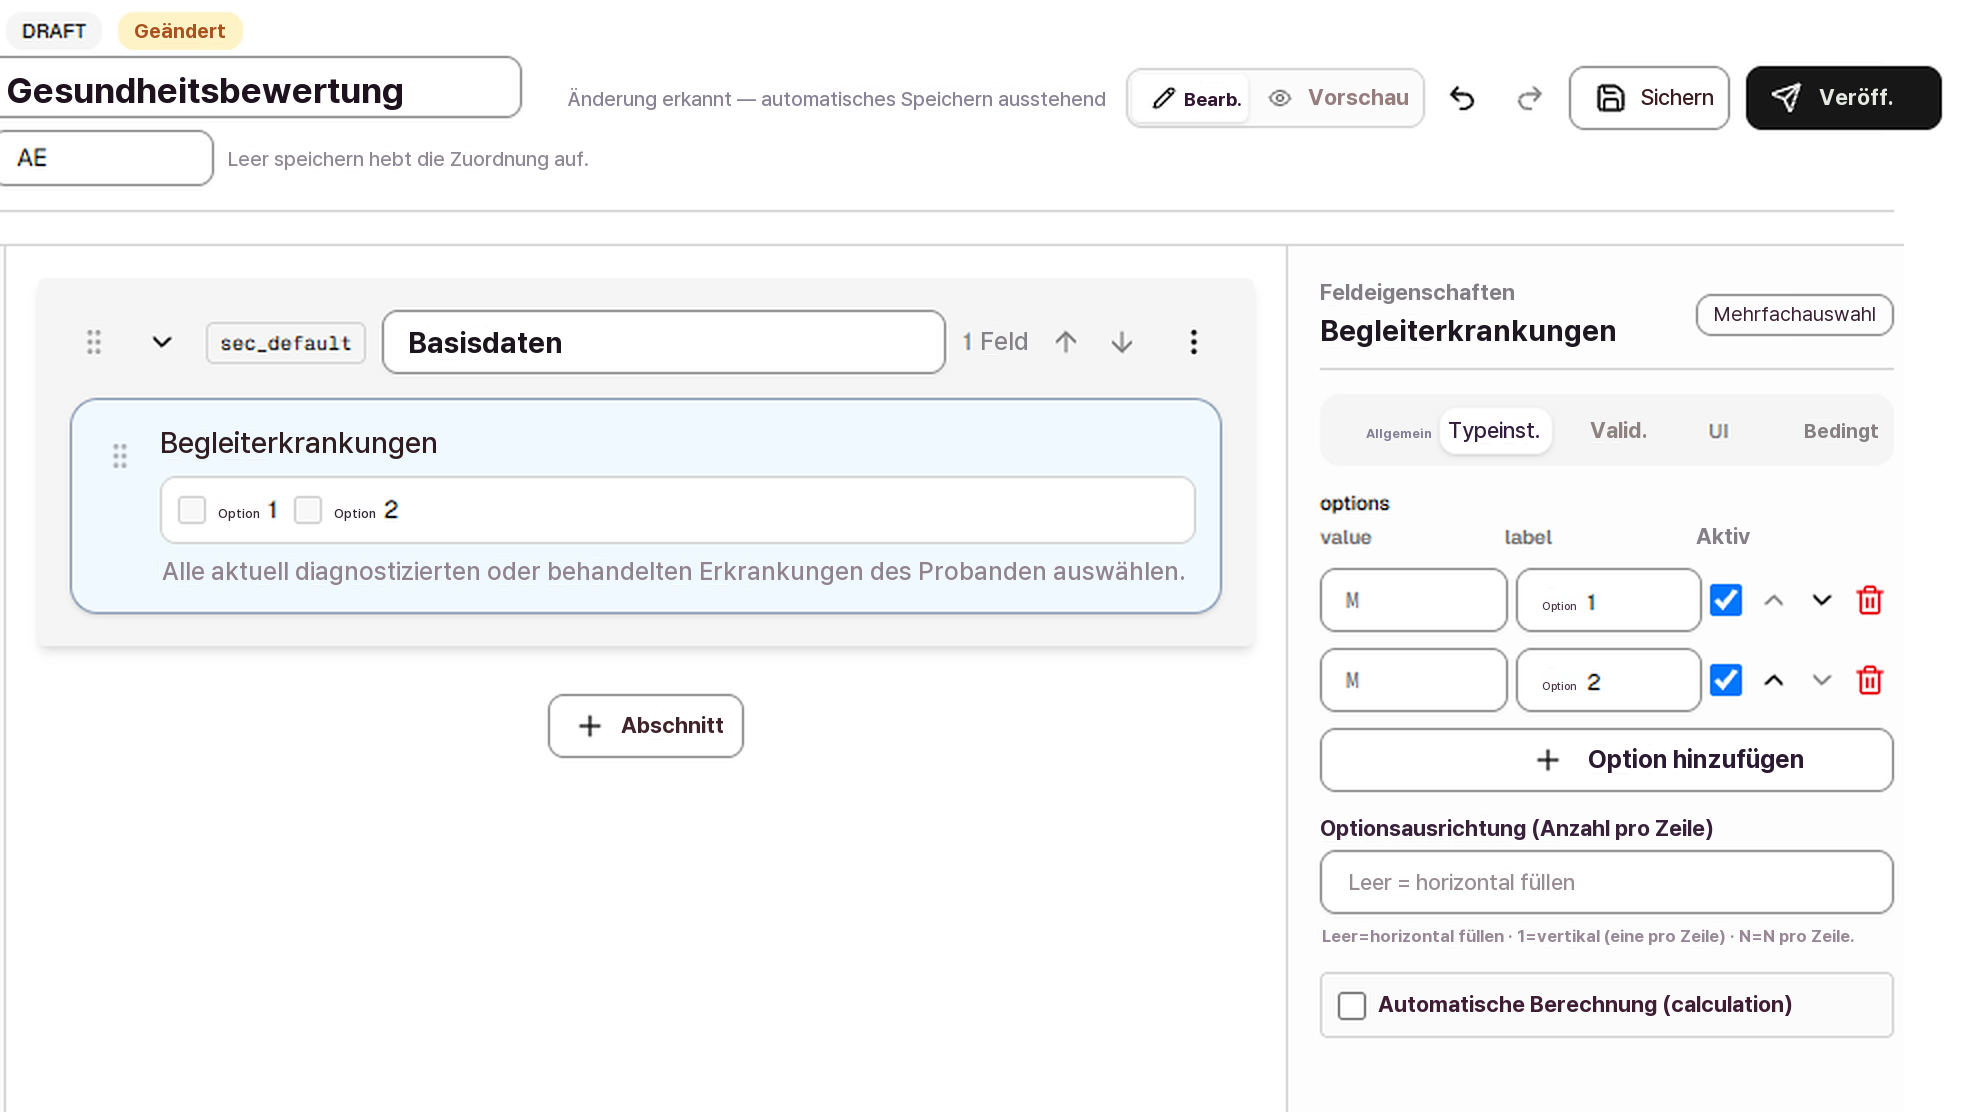 DRAFT Geändert
Gesundheitsbewertung
Änderung erkannt — automatisches Speichern ausstehend
Bearb. Vorschau Sichern Veröff.
AE Leer speichern hebt die Zuordnung auf.
sec_default Basisdaten 1 Feld
Begleiterkrankungen
Option 1 Option 2
Alle aktuell diagnostizierten oder behandelten Erkrankungen des Probanden auswählen.
Abschnitt
Feldeigenschaften
Begleiterkrankungen
Mehrfachauswahl
Allgemein Typeinst. Valid. UI Bedingt
options
value label Aktiv
M Option 1
M Option 2
Option hinzufügen
Optionsausrichtung (Anzahl pro Zeile)
Leer = horizontal füllen
Leer=horizontal füllen · 1=vertikal (eine pro Zeile) · N=N pro Zeile.
Automatische Berechnung (calculation)